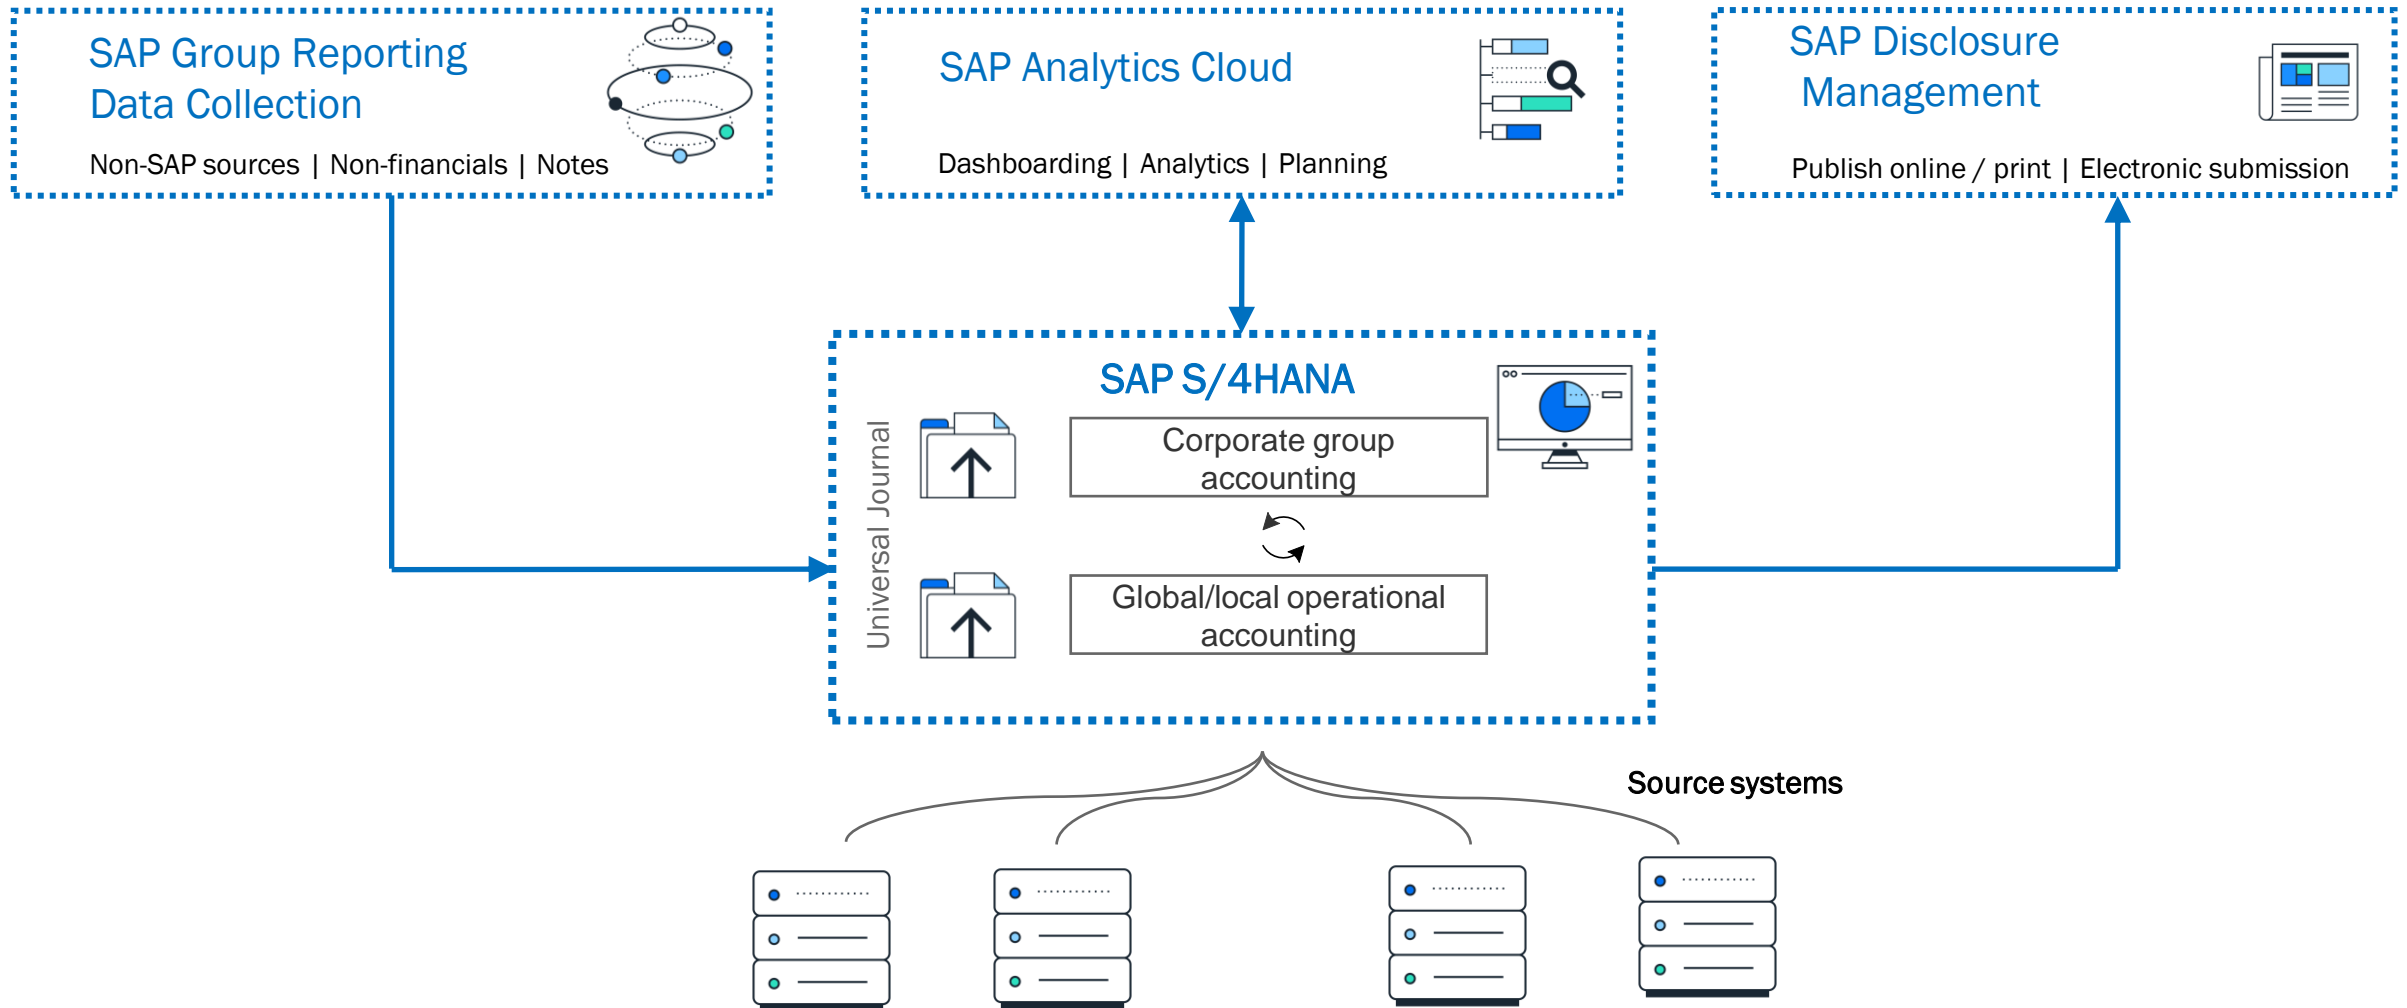 SAP Group Reporting
Data Collection
Non-SAP sources | Non-financials | Notes
SAP Analytics Cloud
Dashboarding | Analytics | Planning
SAP Disclosure
Management
Publish online / print | Electronic submission
SAP S/4HANA
Universal Journal
Corporate group
accounting
Global/local operational
accounting
Source systems